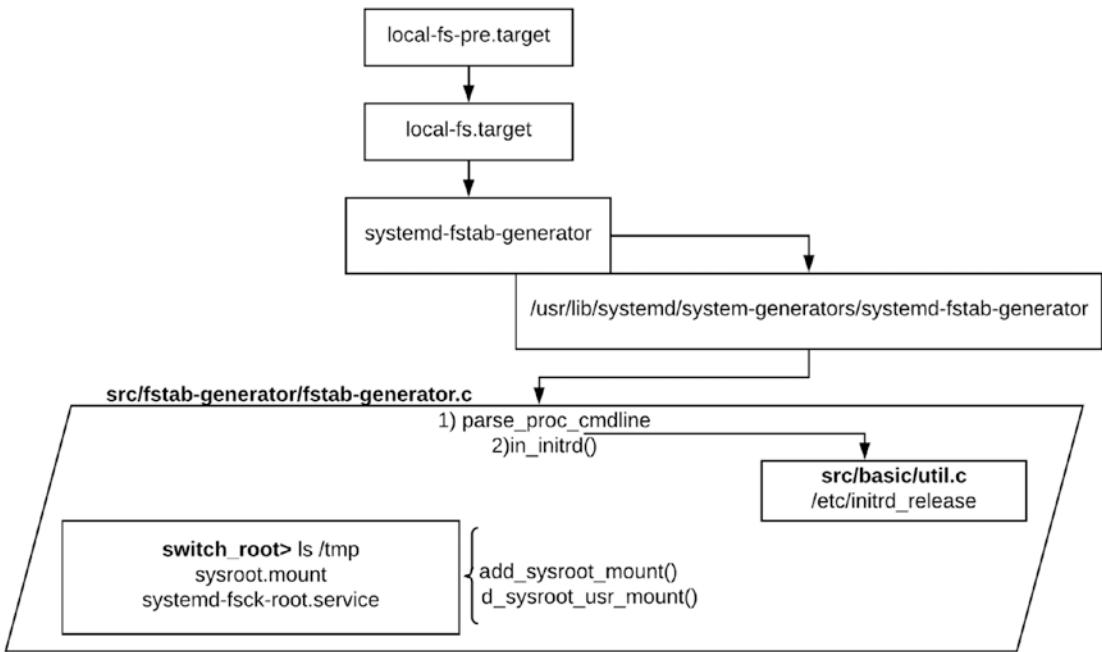 local-fs-pre.target
local-fs.target
systemd-fstab-generator
/usr/lib/systemd/system-generators/systemd-fstab-generator
src/fstab-generator/fstab-generator.c
1) parse_proc_cmdline
2)in_initrd()
src/basic/util.c
/etc/initrd_release
switch_root> ls /tmp
sysroot.mount
systemd-fsck-root.service
add_sysroot_mount()
d_sysroot_usr_mount()